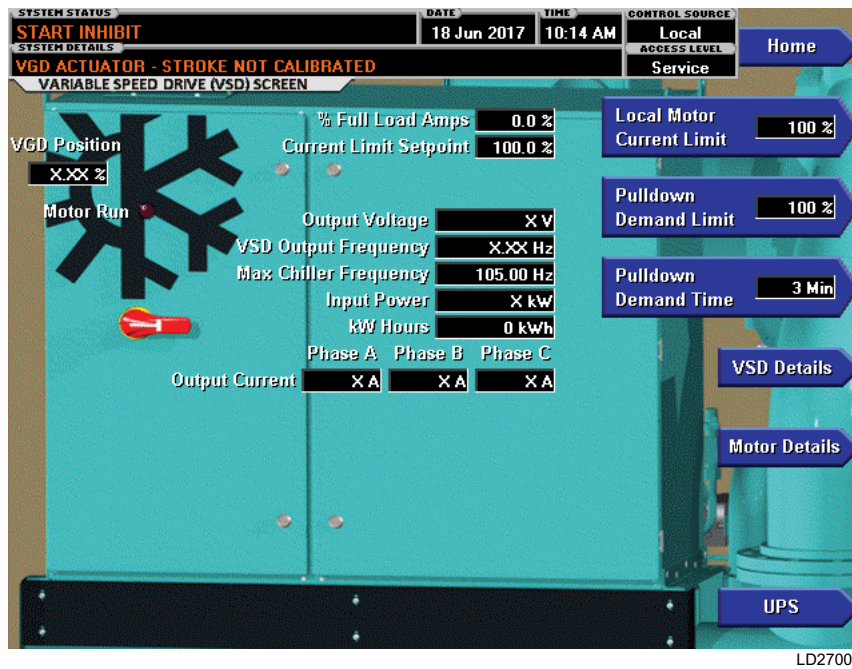 SYSTEM STATUS
START INHIBIT
DATE
18 Jun 2017
TIME
10:14 AM
CONTROL SOURCE
Local
SYSTEM DETAILS
VGD ACTUATOR - STROKE NOT CALIBRATED
ACCESS LEVEL
Service
Home
VARIABLE SPEED DRIVE (VSD) SCREEN
% Full Load Amps 0.0 %
Current Limit Setpoint 100.0 %
VGD Position
X.XX %
Motor Run
Output Voltage X V
VSD Output Frequency X.XX Hz
Max Chiller Frequency 105.00 Hz
Input Power X kW
kW Hours 0 kWh
Phase A Phase B Phase C
Output Current X A X A X A
Local Motor
Current Limit 100 %
Pulldown
Demand Limit 100 %
Pulldown
Demand Time 3 Min
VSD Details
Motor Details
UPS
LD2700